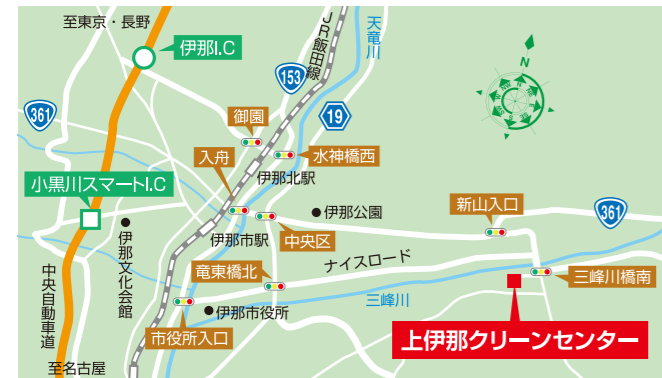 至東京・長野
伊那I.C
JR飯田線
天竜川
N
153
361
御園
19
入舟
水神橋西
伊那北駅
小黒川スマートI.C
新山入口
361
伊那公園
伊那文化会館
伊那市駅
中央区
ナイスロード
竜東橋北
中央自動車道
三峰川
三峰川橋南
伊那市役所
市役所入口
上伊那クリーンセンター
至名古屋